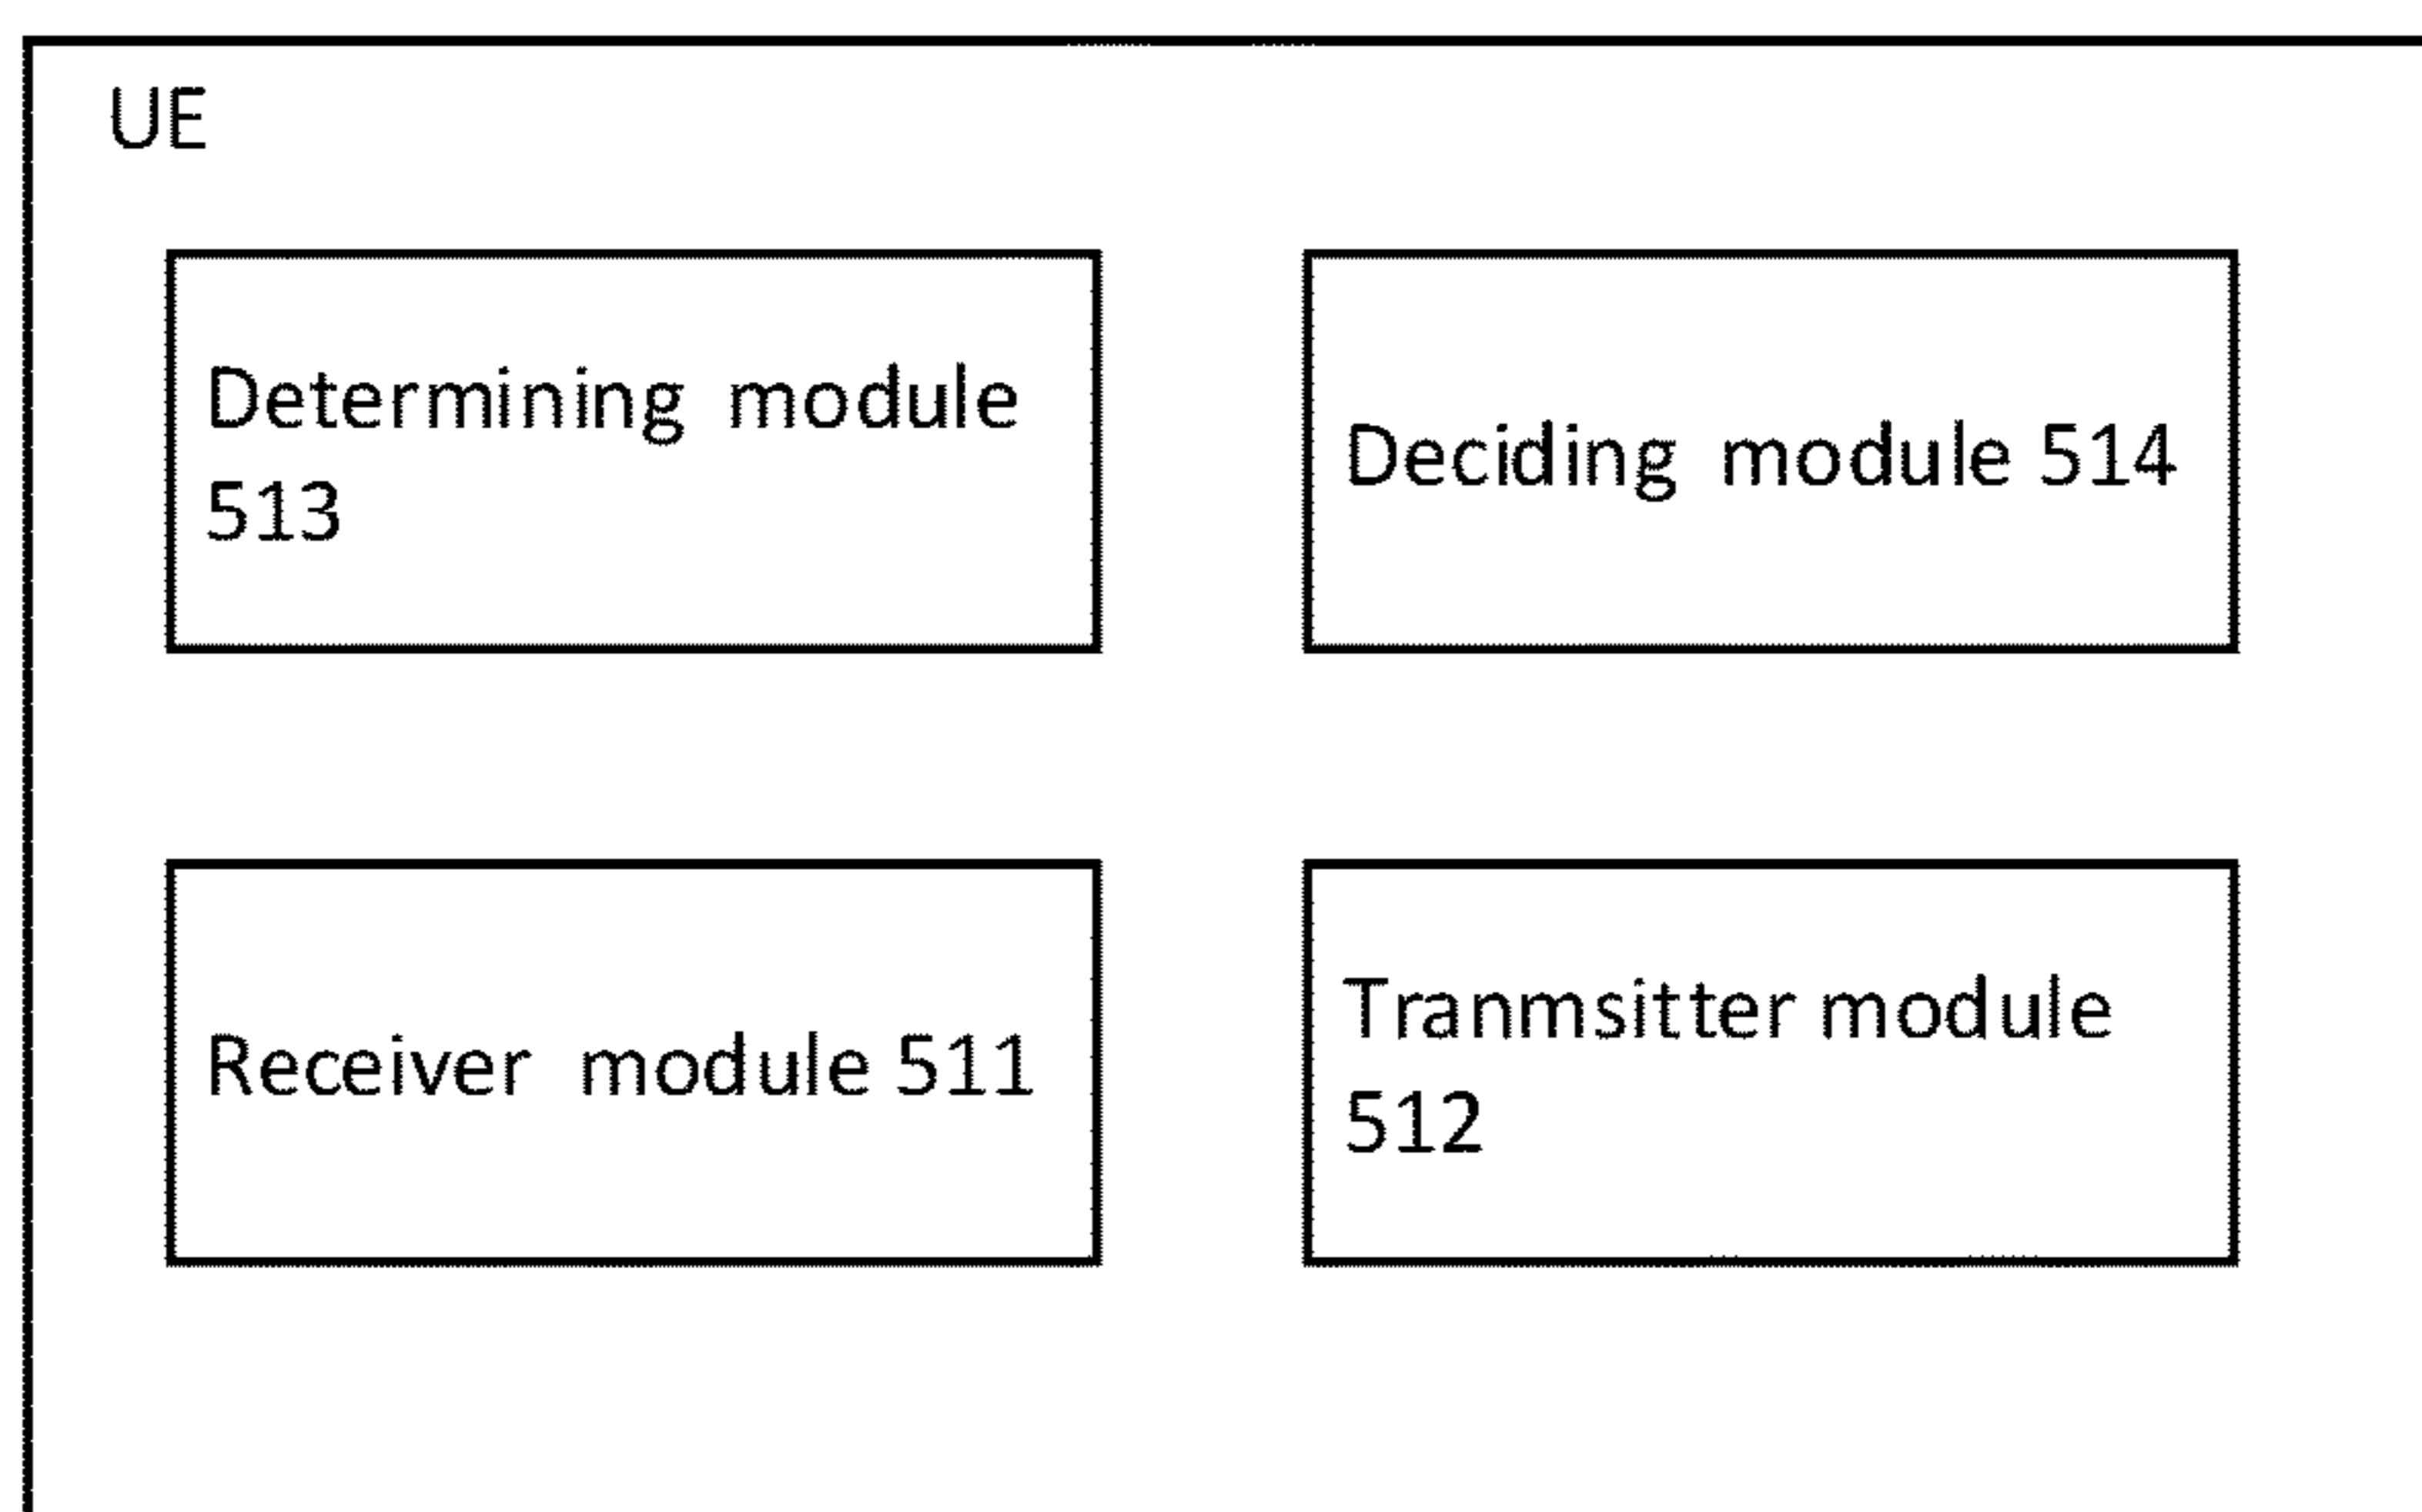 UE
Determining module
513
Deciding module 514
Receiver module 511
Tranmsitter module
512